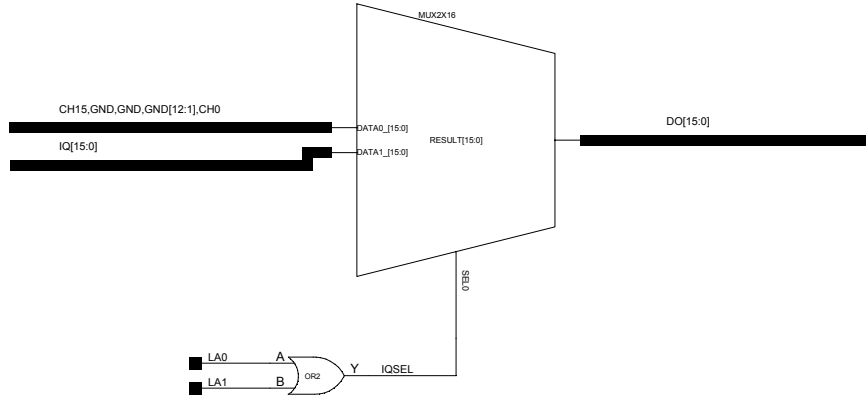 MUX2X16
CH15,GND,GND,GND[12:1],CH0
DATA0_[15:0]
DO[15:0]
IQ[15:0]
DATA1_[15:0]
RESULT[15:0]
SEL0
LA0
A
OR2
Y
IQSEL
LA1
B